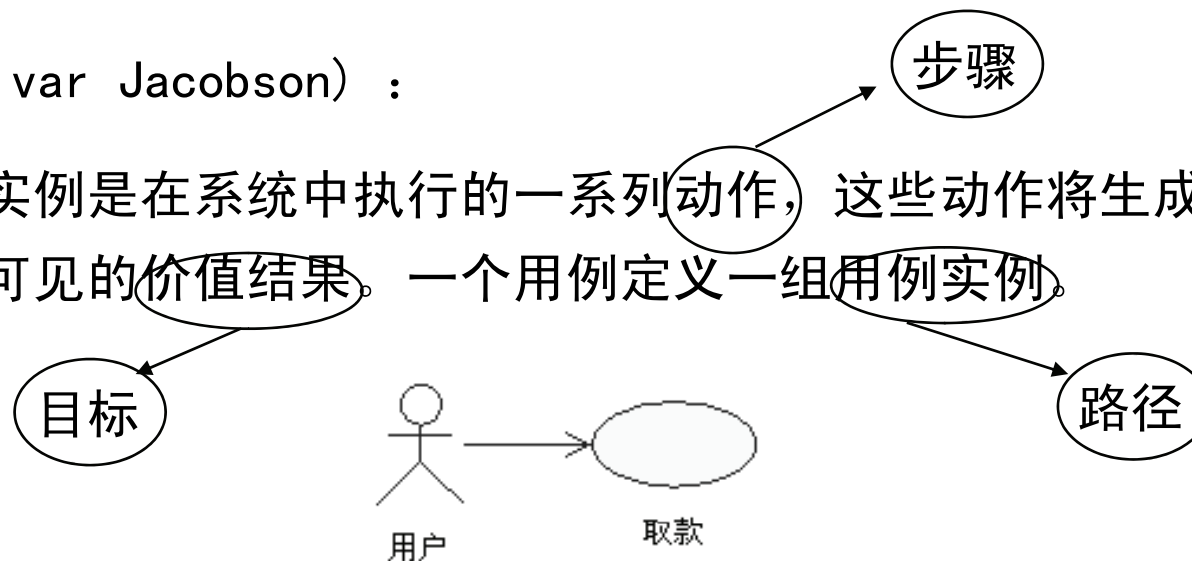 步骤
var Jacobson）：
实例是在系统中执行的一系列动作，这些动作将生成
可见的价值结果。一个用例定义一组用例实例。
目标
路径
取款
用户